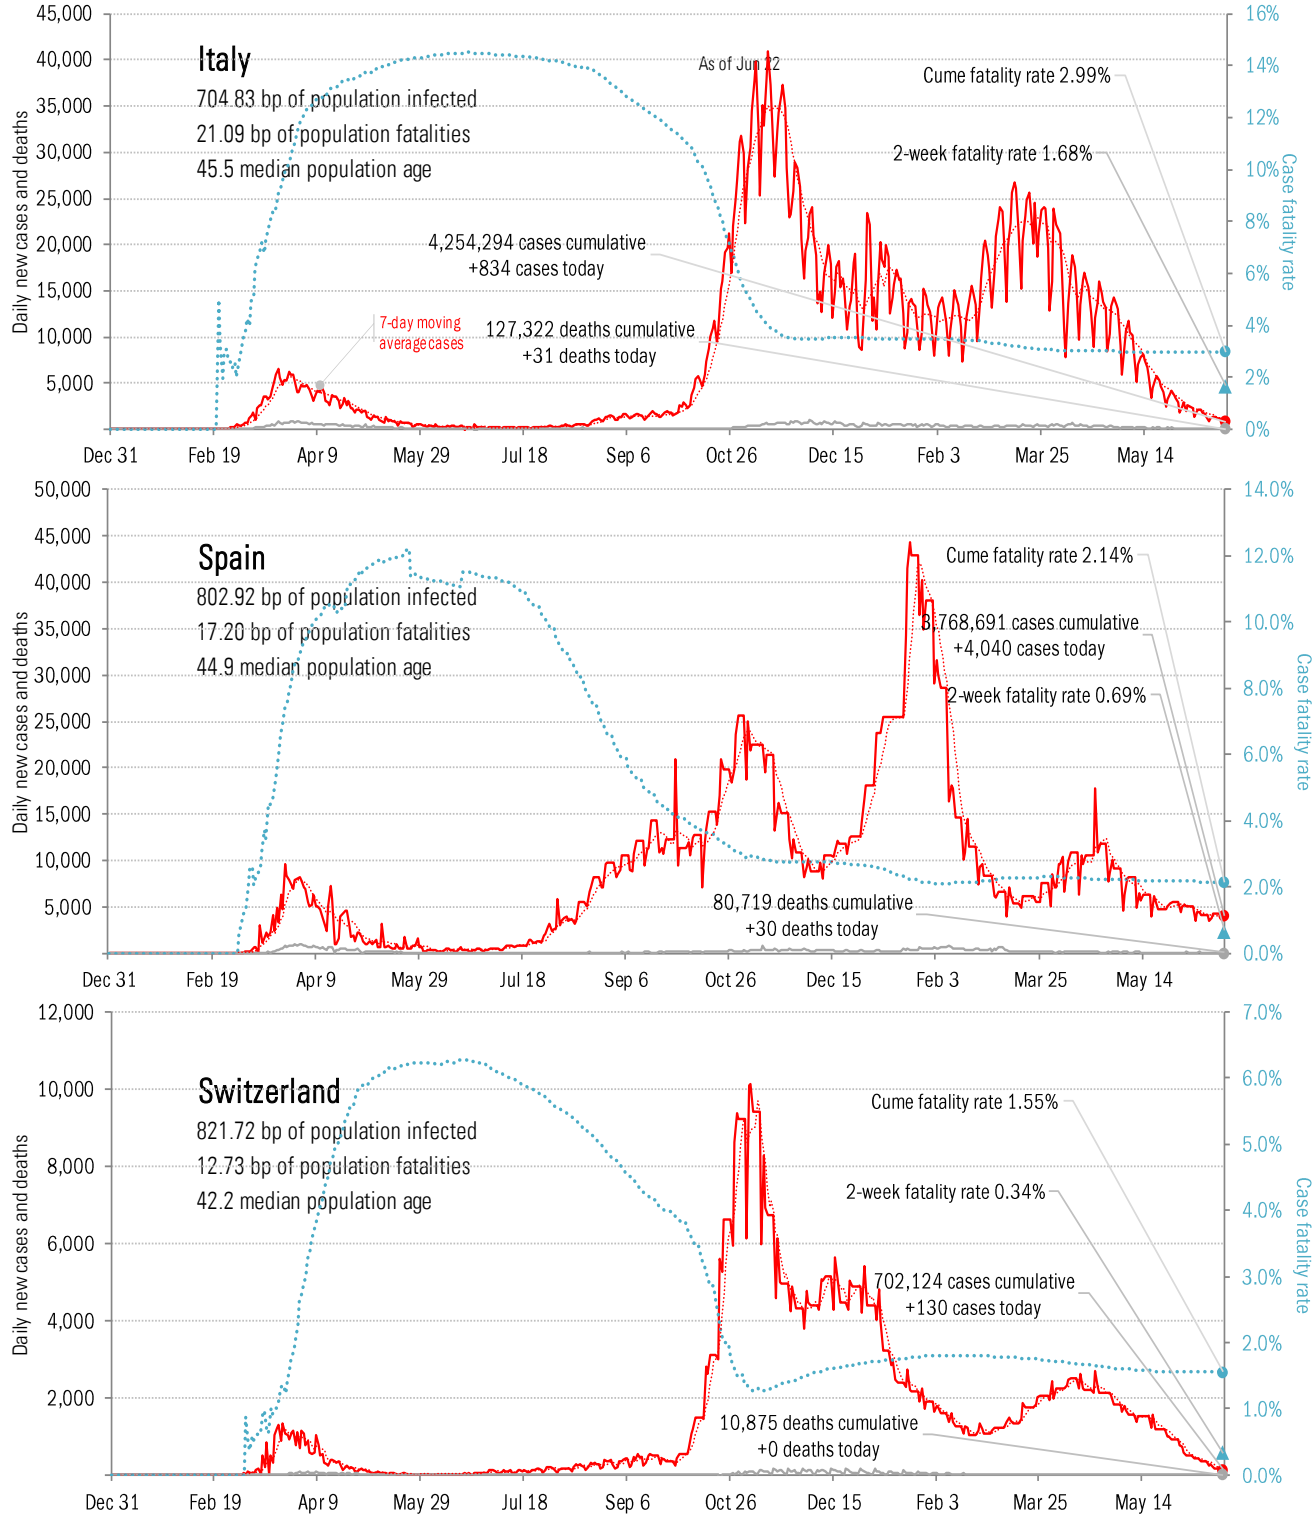 45,000
40,000
35,000
30,000
25,000
20,000
15,000
10,000
5,000
Daily new cases and deaths
Italy
704.83 bp of population infected
21.09 bp of population fatalities
45.5 median population age
As of Jun 22
Cume fatality rate 2.99%
2-week fatality rate 1.68%
4,254,294 cases cumulative
+834 cases today
7-day moving
average cases
127,322 deaths cumulative
+31 deaths today
16%
14%
12%
10%
8%
6%
4%
2%
0%
Case fatality rate
Dec 31 Feb 19 Apr 9 May 29 Jul 18 Sep 6 Oct 26 Dec 15 Feb 3 Mar 25 May 14
50,000
45,000
40,000
35,000
30,000
25,000
20,000
15,000
10,000
5,000
Daily new cases and deaths
Spain
802.92 bp of population infected
17.20 bp of population fatalities
44.9 median population age
Cume fatality rate 2.14%
3,768,691 cases cumulative
+4,040 cases today
2-week fatality rate 0.69%
80,719 deaths cumulative
+30 deaths today
14.0%
12.0%
10.0%
8.0%
6.0%
4.0%
2.0%
0.0%
Case fatality rate
Dec 31 Feb 19 Apr 9 May 29 Jul 18 Sep 6 Oct 26 Dec 15 Feb 3 Mar 25 May 14
12,000
10,000
8,000
6,000
4,000
2,000
Daily new cases and deaths
Switzerland
821.72 bp of population infected
12.73 bp of population fatalities
42.2 median population age
Cume fatality rate 1.55%
2-week fatality rate 0.34%
702,124 cases cumulative
+130 cases today
10,875 deaths cumulative
+0 deaths today
7.0%
6.0%
5.0%
4.0%
3.0%
2.0%
1.0%
0.0%
Case fatality rate
Dec 31 Feb 19 Apr 9 May 29 Jul 18 Sep 6 Oct 26 Dec 15 Feb 3 Mar 25 May 14